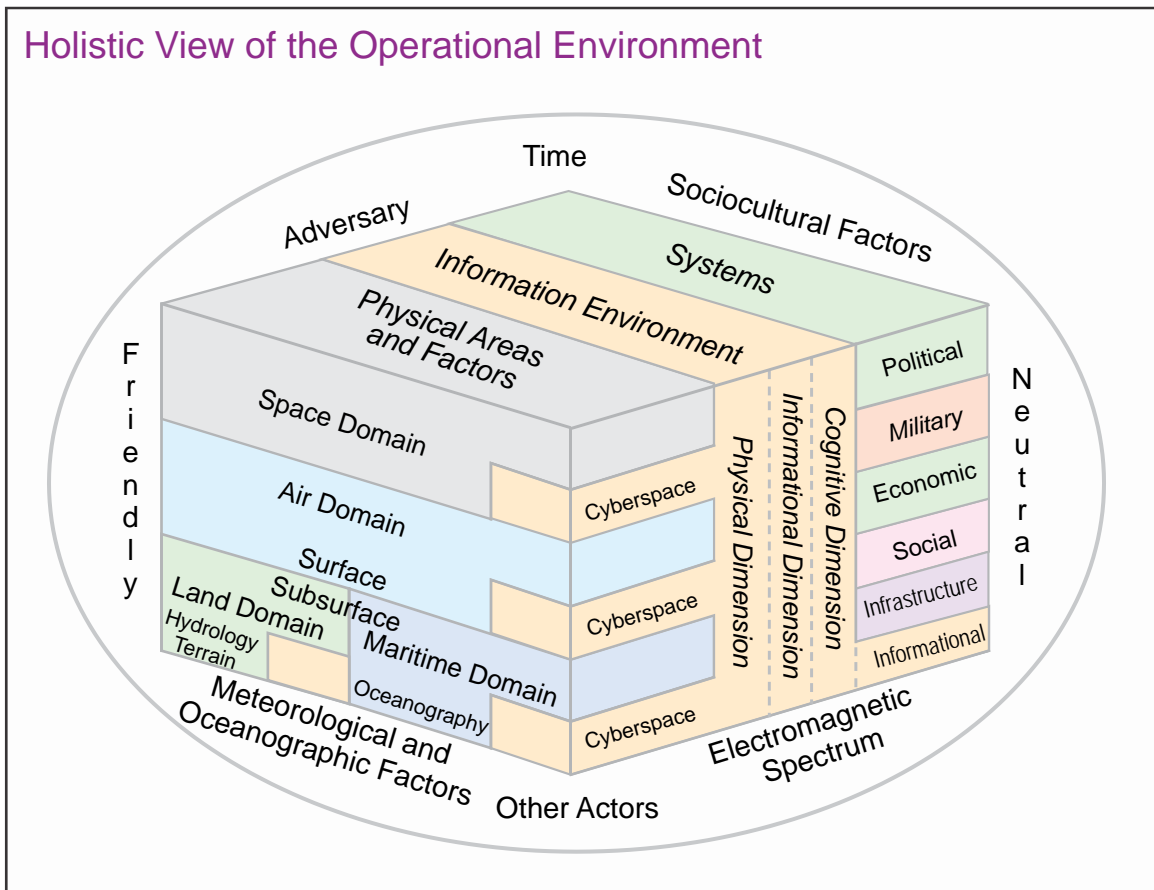 Holistic View of the Operational Environment
Time
Adversary
Sociocultural Factors
Systems
Information Environment
Physical Areas
and Factors
Friendly
Neutral
Space Domain
Air Domain
Surface
Subsurface
Land Domain
Hydrology
Terrain
Maritime Domain
Oceanography
Cyberspace
Cyberspace
Cyberspace
Physical Dimension
Informational Dimension
Cognitive Dimension
Political
Military
Economic
Social
Infrastructure
Informational
Meteorological and
Oceanographic Factors
Electromagnetic
Spectrum
Other Actors